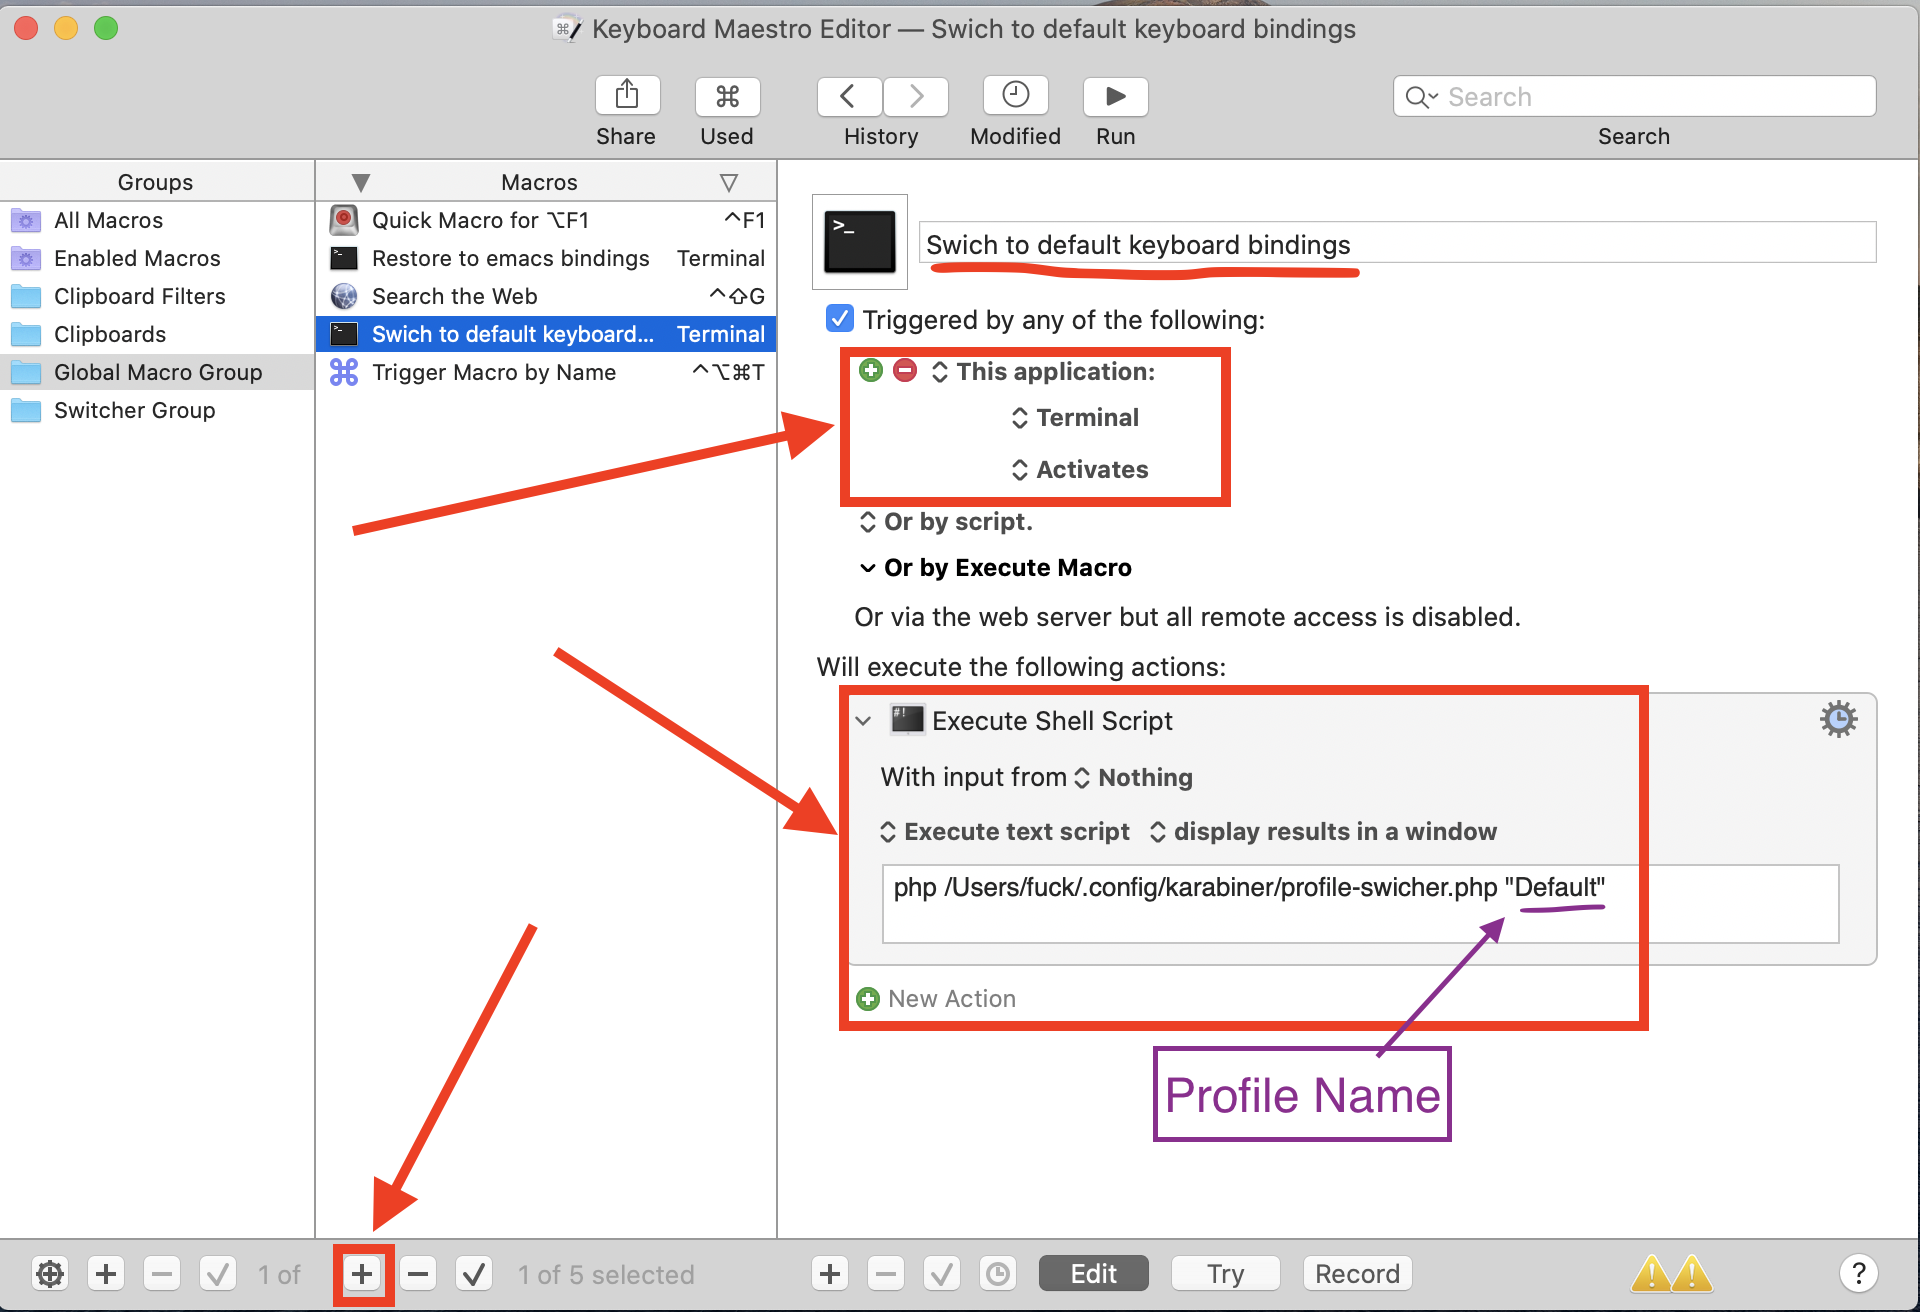 Keyboard Maestro Editor — Swich to default keyboard bindings
Share
Used
History
Modified
Run
Search
Search
Groups
All Macros
Enabled Macros
Clipboard Filters
Clipboards
Global Macro Group
Switcher Group
Macros
Quick Macro for ⌥F1 ^F1
Restore to emacs bindings Terminal
Search the Web ^⇧G
Swich to default keyboard... Terminal
Trigger Macro by Name ^⌥⌘T
>_
Swich to default keyboard bindings
Triggered by any of the following:
This application:
Terminal
Activates
Or by script.
Or by Execute Macro
Or via the web server but all remote access is disabled.
Will execute the following actions:
#!
Execute Shell Script
With input from Nothing
Execute text script display results in a window
php /Users/fuck/.config/karabiner/profile-swicher.php "Default"
New Action
Profile Name
1 of
1 of 5 selected
Edit
Try
Record
?